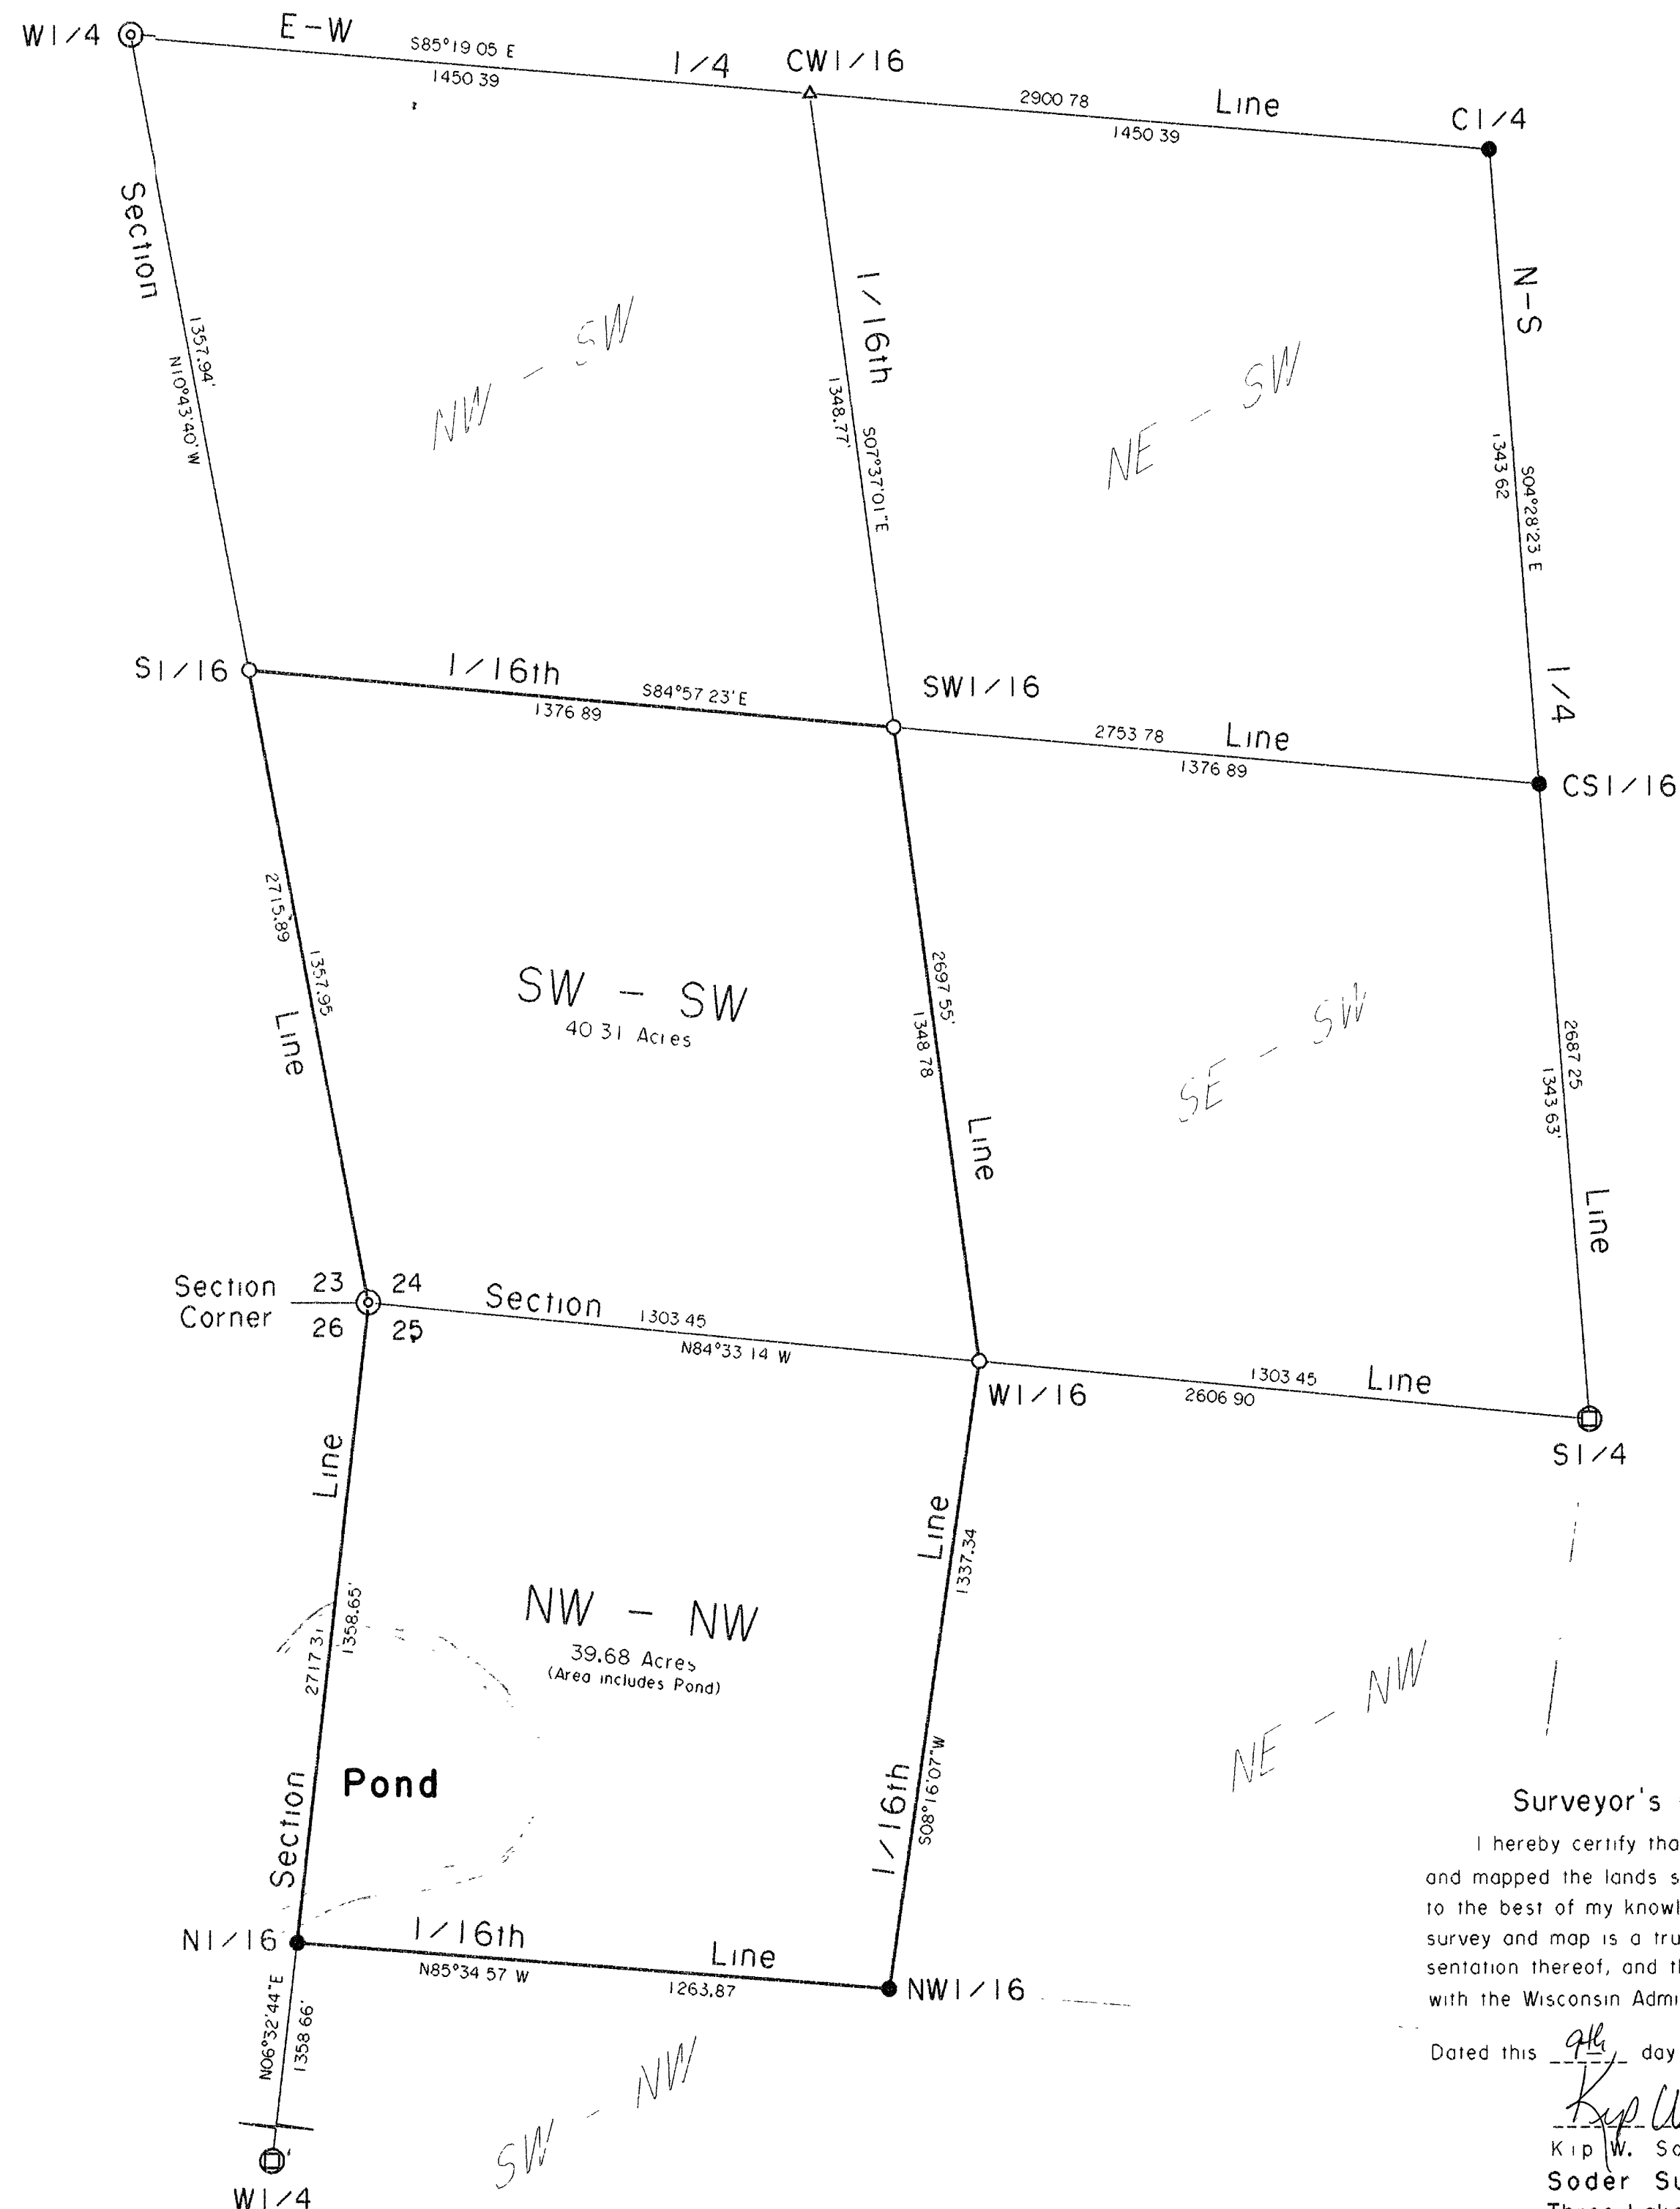 W1/4
E-W
S85°19 05 E
1450 39
1/4
CW1/16
2900 78
Line
1450 39
C1/4
Section
1357.94'
N10°43'40' W
NW - SW
1/16th
1348.77'
S07°37'01"E
NE - SW
N-S
1343 62
S04°28'23 E
1/4
S1/16
1/16th
S84°57 23'E
1376 89
SW1/16
2753 78
Line
1376 89
CS1/16
2715.89
1357.95
Line
SW - SW
40 31 Acres
2697 55'
1348 78
Line
SE - SW
2687 25
1343 63'
Line
Section
Corner
23 24
26 25
Section
1303 45
N84°33 14 W
W1/16
1303 45
Line
2606 90
S1/4
Line
2717 31
1358.65'
Section
NW - NW
39.68 Acres
(Area includes Pond)
Pond
Line
1337.34
1/16th
S08°16'07"W
NE - NW
N1/16
1/16th
Line
N85°34 57 W
1263.87
NW1/16
N06°32'44"E
1358 66'
SW - NW
W1/4
Surveyor's
I hereby certify tha
and mapped the lands s
to the best of my knowl
survey and map is a tru
sentation thereof, and t
with the Wisconsin Admi
Dated this 9th day
Kip W
Kip W. So
Soder Su